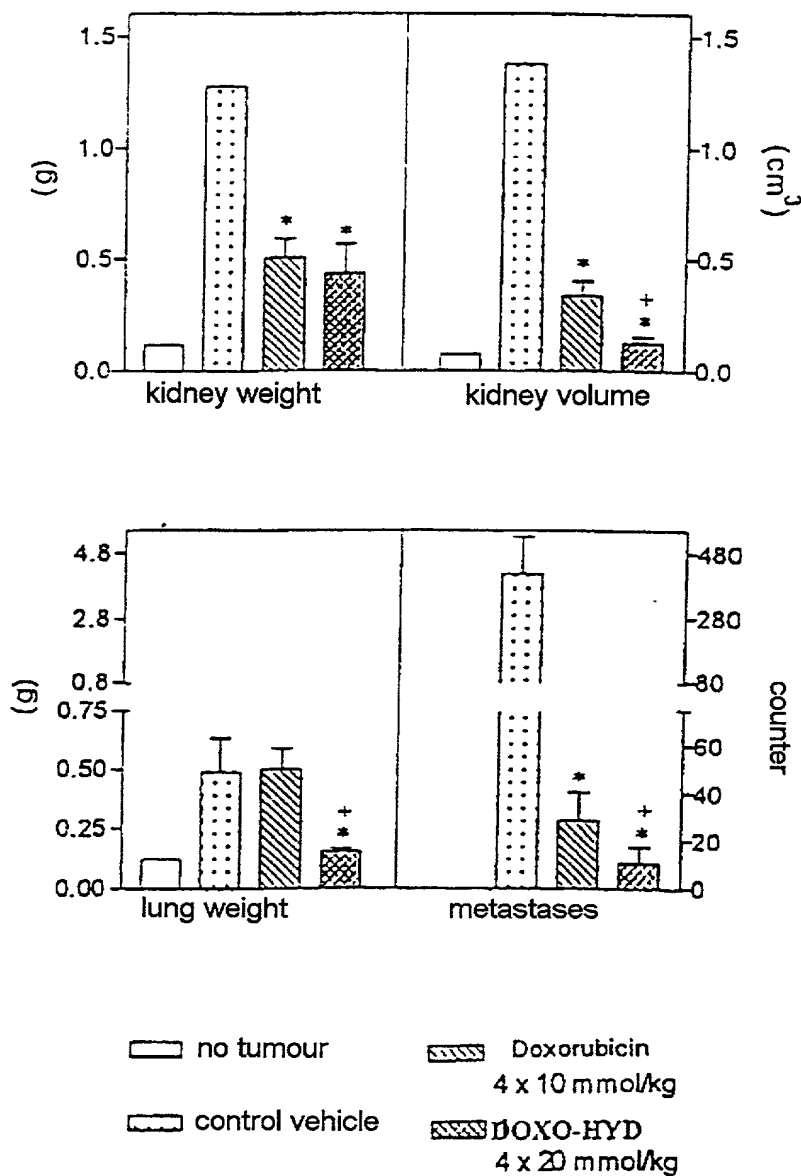 1.5
1.0
0.5
0.0
(g)
*
*
*
+
*
1.5
1.0
0.5
0.0
(cm3)
kidney weight
kidney volume
4.8
2.8
0.8
0.75
0.50
0.25
0.00
(g)
+
*
*
+
*
480
280
80
60
40
20
0
counter
lung weight
metastases
no tumour
Doxorubicin
4 x 10 mmol/kg
control vehicle
DOXO-HYD
4 x 20 mmol/kg